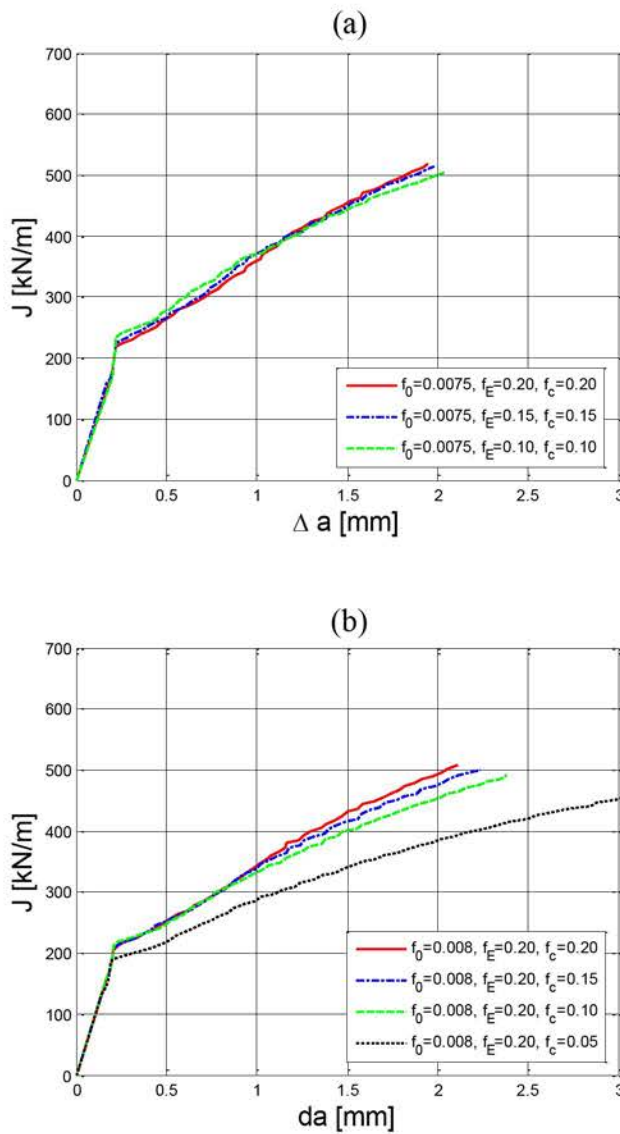 (a)
700
600
500
400
300
200
100
0
J [kN/m]
f0=0.0075, fE=0.20, fc=0.20
f0=0.0075, fE=0.15, fc=0.15
f0=0.0075, fE=0.10, fc=0.10
0 0.5 1 1.5 2 2.5 3
Δ a [mm]
(b)
700
600
500
400
300
200
100
0
J [kN/m]
f0=0.008, fE=0.20, fc=0.20
f0=0.008, fE=0.20, fc=0.15
f0=0.008, fE=0.20, fc=0.10
f0=0.008, fE=0.20, fc=0.05
0 0.5 1 1.5 2 2.5 3
da [mm]